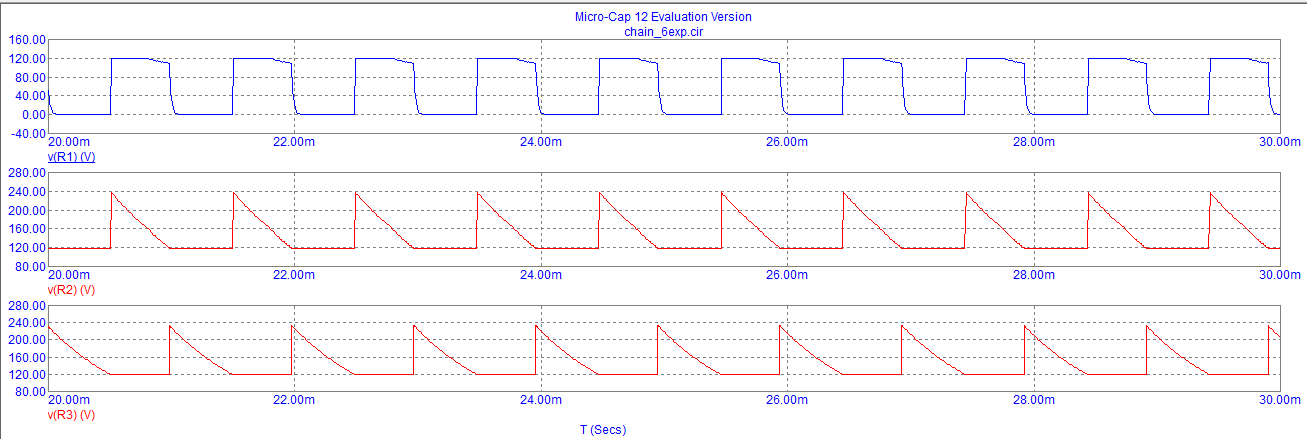 Micro-Cap 12 Evaluation Version
chain_6exp.cir
160.00
120.00
80.00
40.00
0.00
-40.00
20.00m 22.00m 24.00m 26.00m 28.00m 30.00m
v(R1) (V)
280.00
240.00
200.00
160.00
120.00
80.00
20.00m 22.00m 24.00m 26.00m 28.00m 30.00m
v(R2) (V)
280.00
240.00
200.00
160.00
120.00
80.00
20.00m 22.00m 24.00m 26.00m 28.00m 30.00m
v(R3) (V)
T (Secs)